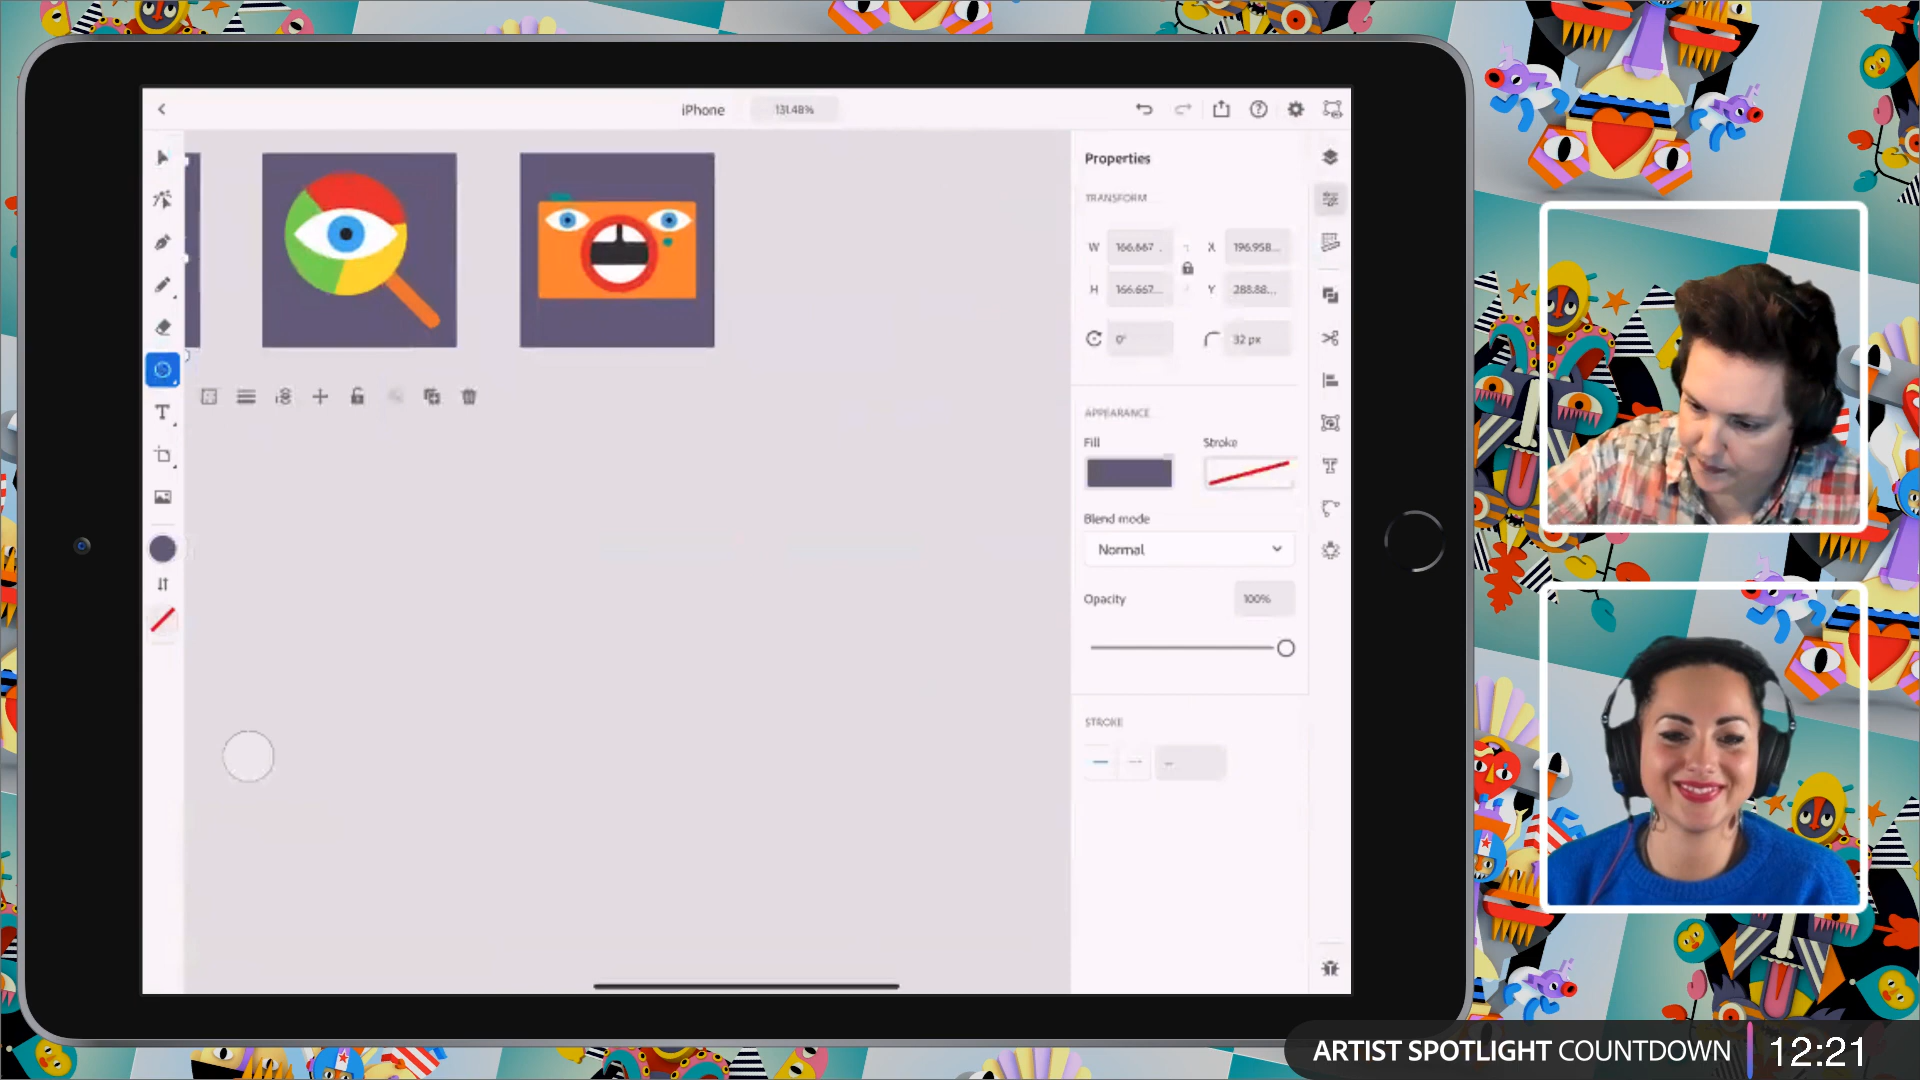 iPhone
131.48%
Properties
TRANSFORM
W 166.667 . X 196.958...
H 166.667... Y 288.88...
0° 32 px
APPEARANCE
Fill Stroke
Blend mode
Normal
Opacity 100%
STROKE
ARTIST SPOTLIGHT COUNTDOWN 12:21